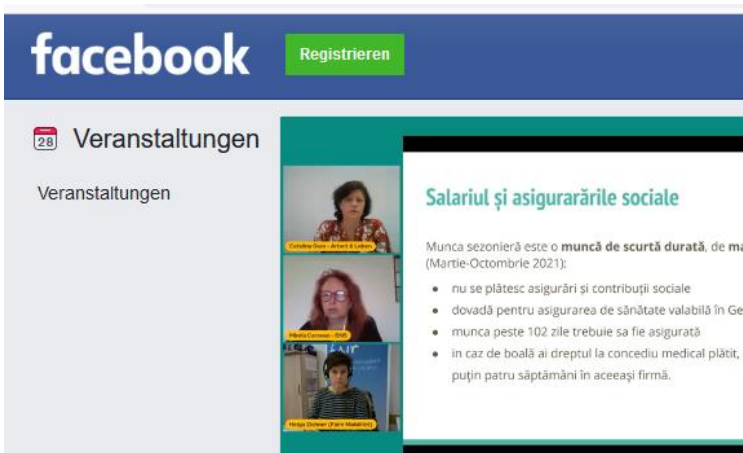 facebook
Registrieren
28
Veranstaltungen
Veranstaltungen
Salariul și asigurarările sociale
Munca sezonieră este o muncă de scurtă durată, de ma
(Martie-Octombrie 2021):
nu se plătesc asigurări și contribuții sociale
dovadă pentru asigurarea de sănătate valabilă în Ge
munca peste 102 zile trebuie sa fie asigurată
in caz de boală ai dreptul la concediu medical plătit,
puțin patru săptămâni în aceeași firmă.